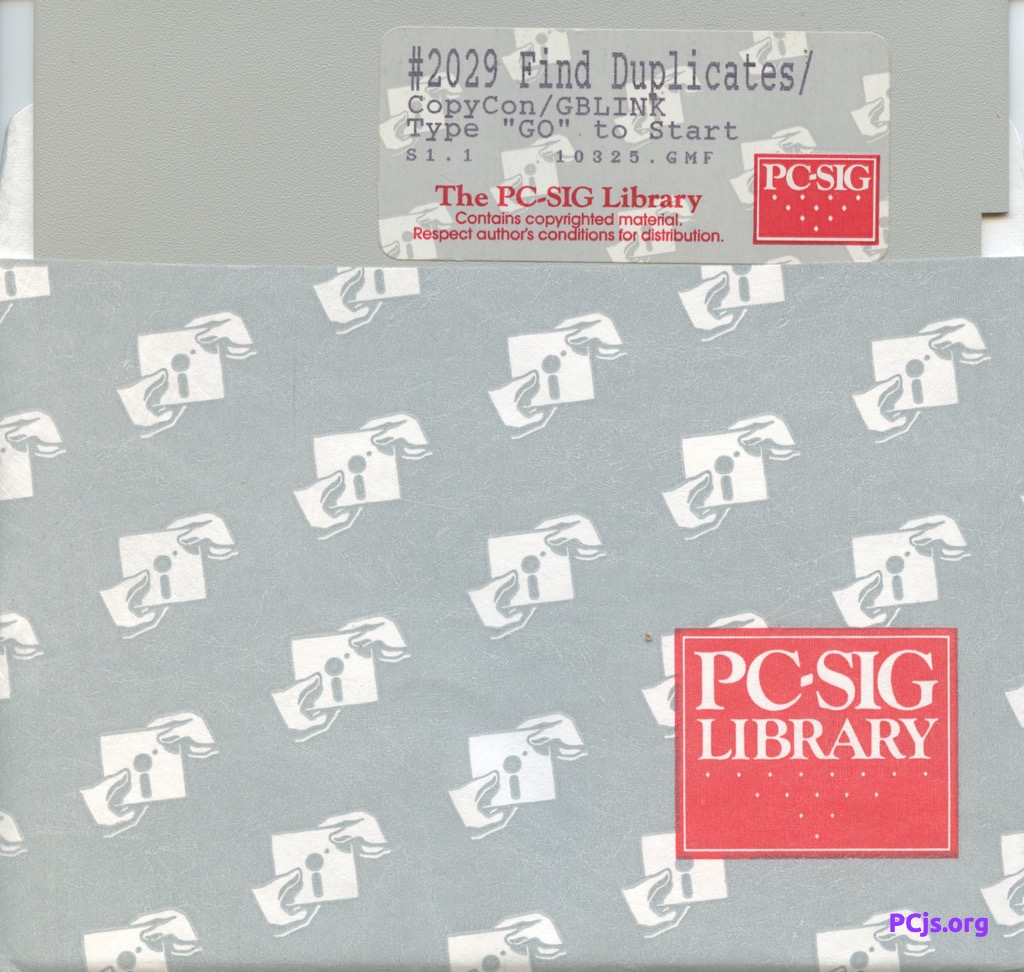 #2029 Find Duplicates/
CopyCon/GBLINK
Type "GO" to Start
S1.1 10325.GMF
PC-SIG
The PC-SIG Library
Contains copyrighted material.
Respect author's conditions for distribution.
PC-SIG
LIBRARY
PCjs.org